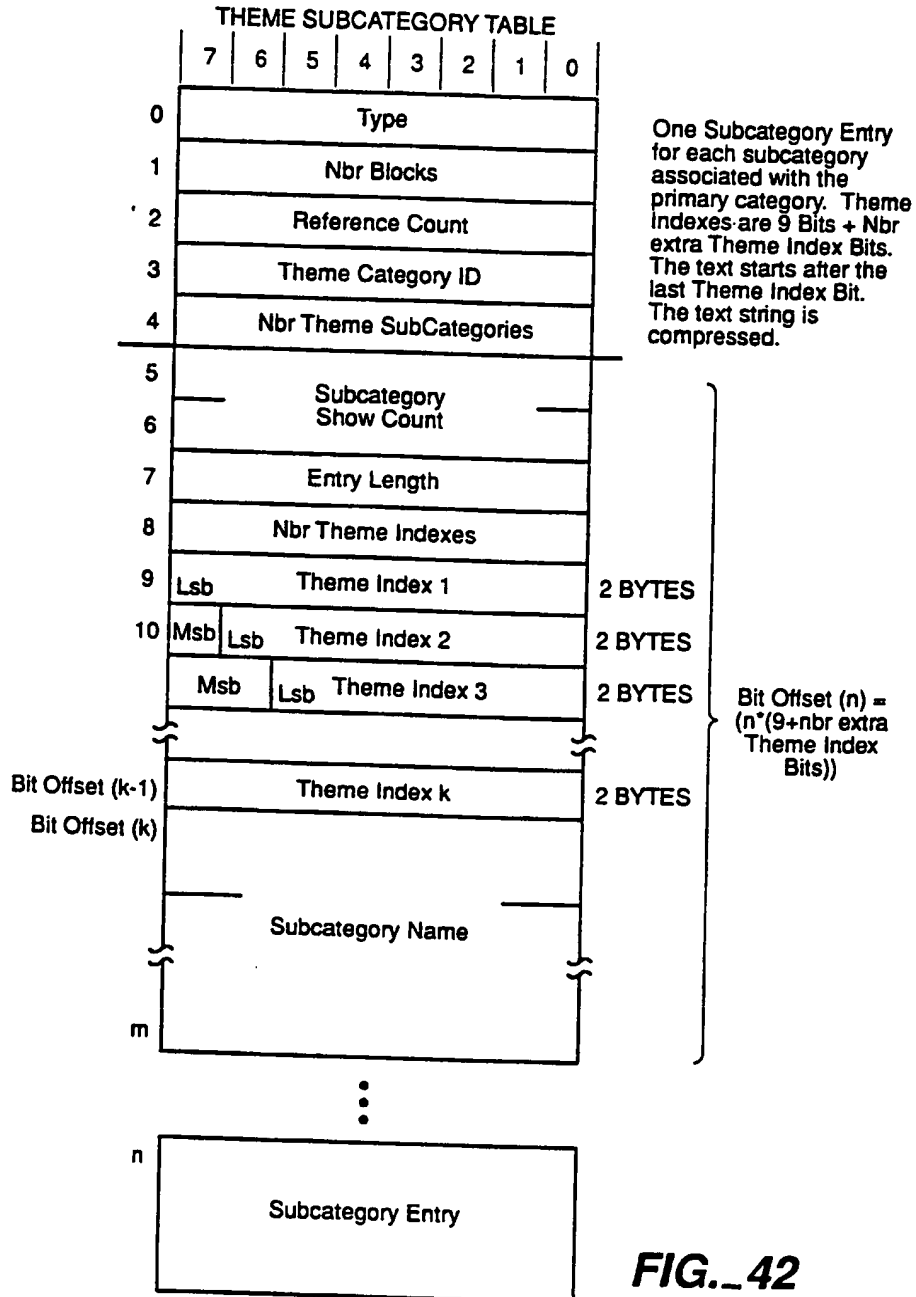 THEME SUBCATEGORY TABLE
7 6 5 4 3 2 1 0
0 Type
1 Nbr Blocks
2 Reference Count
3 Theme Category ID
4 Nbr Theme SubCategories
One Subcategory Entry
for each subcategory
associated with the
primary category. Theme
Indexes are 9 Bits + Nbr
extra Theme Index Bits.
The text starts after the
last Theme Index Bit.
The text string is
compressed.
5
Subcategory
Show Count
6
7 Entry Length
8 Nbr Theme Indexes
9 Lsb Theme Index 1 2 BYTES
10 Msb Lsb Theme Index 2 2 BYTES
Msb Lsb Theme Index 3 2 BYTES
Bit Offset (n) =
(n*(9+nbr extra
Theme Index
Bits))
Bit Offset (k-1) Theme Index k 2 BYTES
Bit Offset (k)
Subcategory Name
m
n
Subcategory Entry
FIG._42